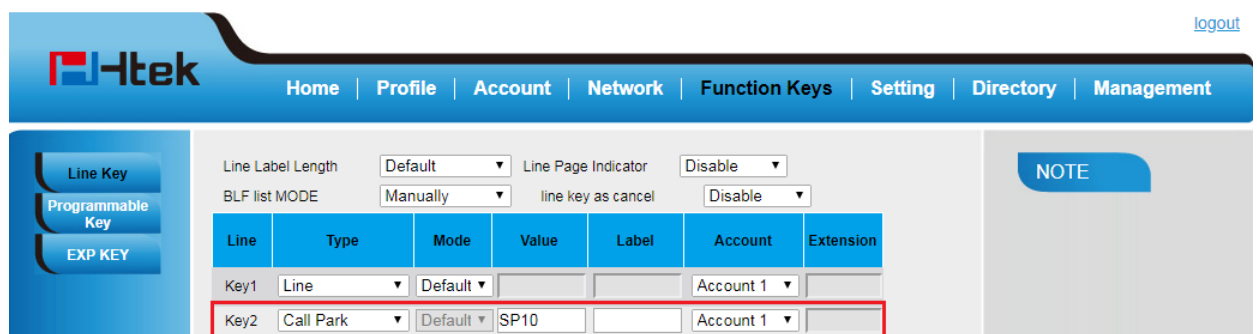 logout
Htek
Home | Profile | Account | Network | Function Keys | Setting | Directory | Management
Line Key
Programmable Key
EXP KEY
Line Label Length Default Line Page Indicator Disable
BLF list MODE Manually line key as cancel Disable
Line Type Mode Value Label Account Extension
Key1 Line Default Account 1
Key2 Call Park Default SP10 Account 1
NOTE